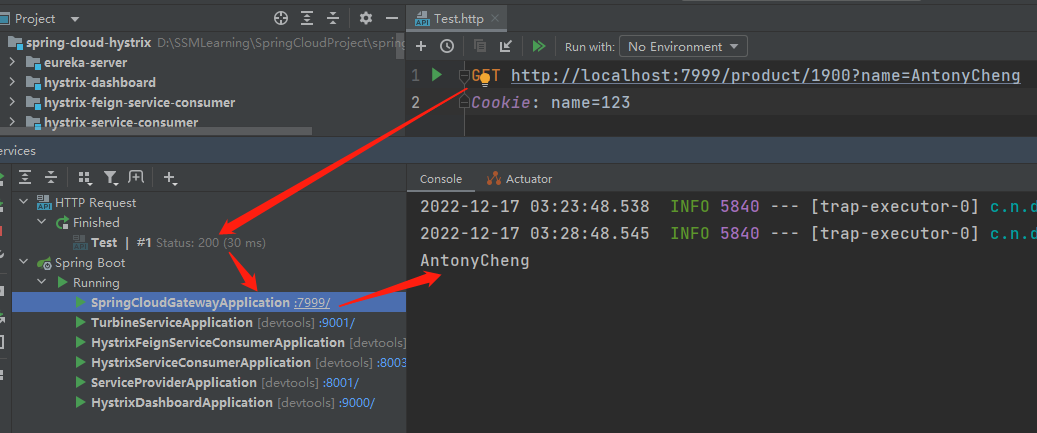 Project
spring-cloud-hystrix D:\SSMLearning\SpringCloudProject\spring
eureka-server
hystrix-dashboard
hystrix-feign-service-consumer
hystrix-service-consumer
Test.http
Run with: No Environment
1 GET http://localhost:7999/product/1900?name=AntonyCheng
2 Cookie: name=123
ervices
HTTP Request
Finished
Test | #1 Status: 200 (30 ms)
Spring Boot
Running
SpringCloudGatewayApplication :7999/
TurbineServiceApplication [devtools] :9001/
HystrixFeignServiceConsumerApplication [devtools]
HystrixServiceConsumerApplication [devtools] :8003
ServiceProviderApplication [devtools] :8001/
HystrixDashboardApplication [devtools] :9000/
Console Actuator
2022-12-17 03:23:48.538 INFO 5840 --- [trap-executor-0] c.n.d
2022-12-17 03:28:48.545 INFO 5840 --- [trap-executor-0] c.n.d
AntonyCheng